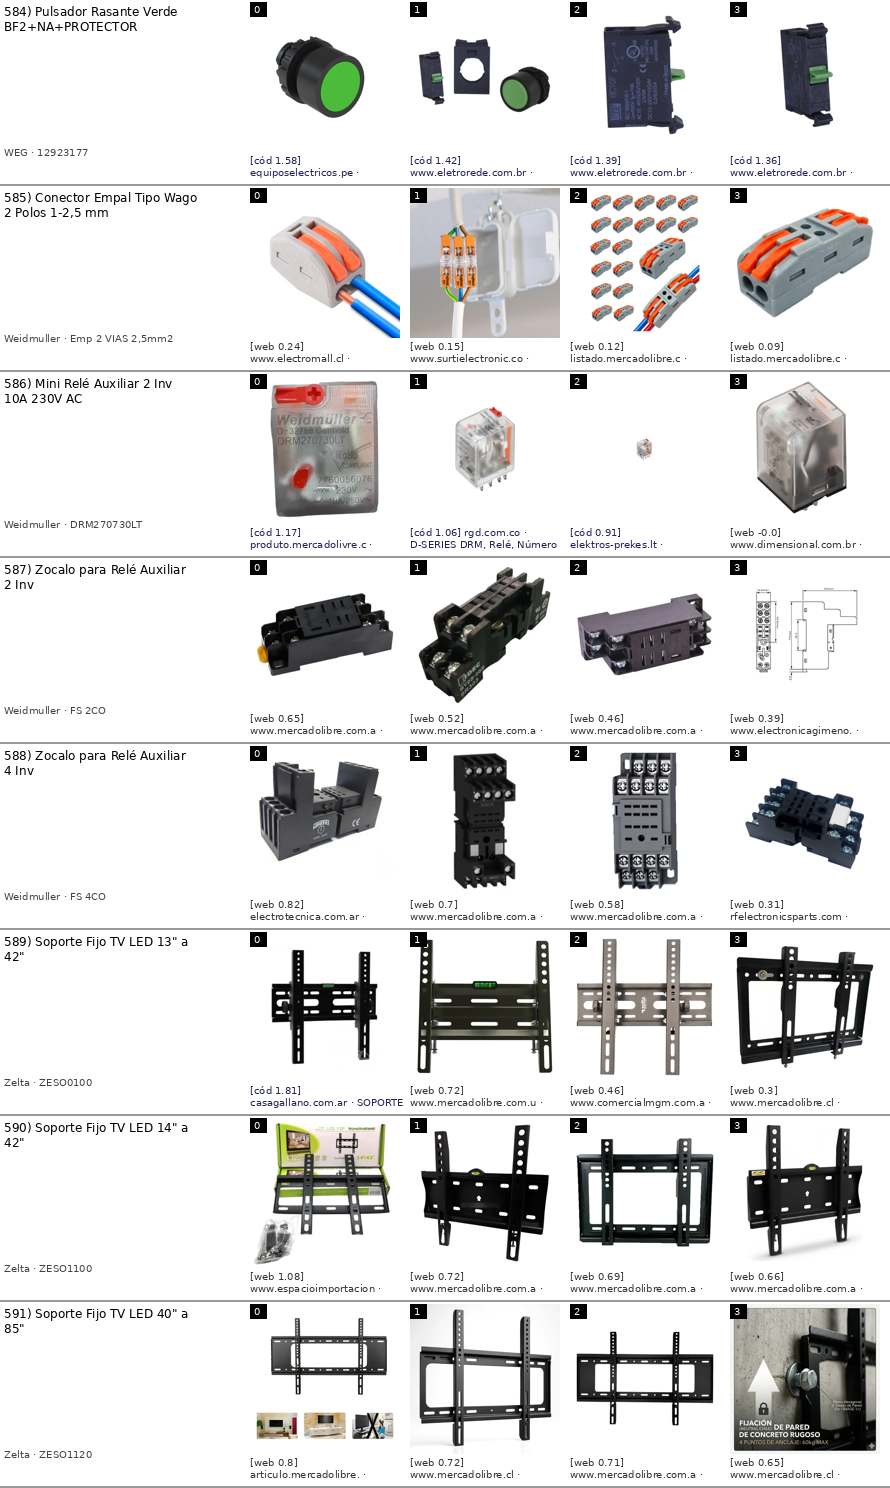 584) Pulsador Rasante Verde
BF2+NA+PROTECTOR
WEG · 12923177
0
1
2
3
[cód 1.58]
equiposelectricos.pe ·
[cód 1.42]
www.eletrorede.com.br ·
[cód 1.39]
www.eletrorede.com.br ·
[cód 1.36]
www.eletrorede.com.br ·
585) Conector Empal Tipo Wago
2 Polos 1-2,5 mm
Weidmuller · Emp 2 VIAS 2,5mm2
0
1
2
3
[web 0.24]
www.electromall.cl ·
[web 0.15]
www.surtielectronic.co ·
[web 0.12]
listado.mercadolibre.c ·
[web 0.09]
listado.mercadolibre.c ·
586) Mini Relé Auxiliar 2 Inv
10A 230V AC
Weidmuller · DRM270730LT
0
1
2
3
Weidmüller
DRM270730LT
7760056076
230V
[cód 1.17]
produto.mercadolivre.c ·
[cód 1.06] rgd.com.co ·
D-SERIES DRM, Relé, Número
[cód 0.91]
elektros-prekes.lt ·
[web -0.0]
www.dimensional.com.br ·
587) Zocalo para Relé Auxiliar
2 Inv
Weidmuller · FS 2CO
0
1
2
3
[web 0.65]
www.mercadolibre.com.a ·
[web 0.52]
www.mercadolibre.com.a ·
[web 0.46]
www.mercadolibre.com.a ·
[web 0.39]
www.electronicagimeno. ·
588) Zocalo para Relé Auxiliar
4 Inv
Weidmuller · FS 4CO
0
1
2
3
CE
[web 0.82]
electrotecnica.com.ar ·
[web 0.7]
www.mercadolibre.com.a ·
[web 0.58]
www.mercadolibre.com.a ·
[web 0.31]
rfelectronicsparts.com ·
589) Soporte Fijo TV LED 13" a
42"
Zelta · ZESO0100
0
1
2
3
[cód 1.81]
casagallano.com.ar · SOPORTE
[web 0.72]
www.mercadolibre.com.u ·
[web 0.46]
www.comercialmgm.com.a ·
[web 0.3]
www.mercadolibre.cl ·
590) Soporte Fijo TV LED 14" a
42"
Zelta · ZESO1100
0
1
2
3
[web 1.08]
www.espacioimportacion ·
[web 0.72]
www.mercadolibre.com.a ·
[web 0.69]
www.mercadolibre.com.a ·
[web 0.66]
www.mercadolibre.com.a ·
591) Soporte Fijo TV LED 40" a
85"
Zelta · ZESO1120
0
1
2
3
FIJACIÓN
DE PARED
DE CONCRETO RUGOSO
4 PUNTOS DE ANCLAJE: 60kg MAX
[web 0.8]
articulo.mercadolibre. ·
[web 0.72]
www.mercadolibre.cl ·
[web 0.71]
www.mercadolibre.com.a ·
[web 0.65]
www.mercadolibre.cl ·